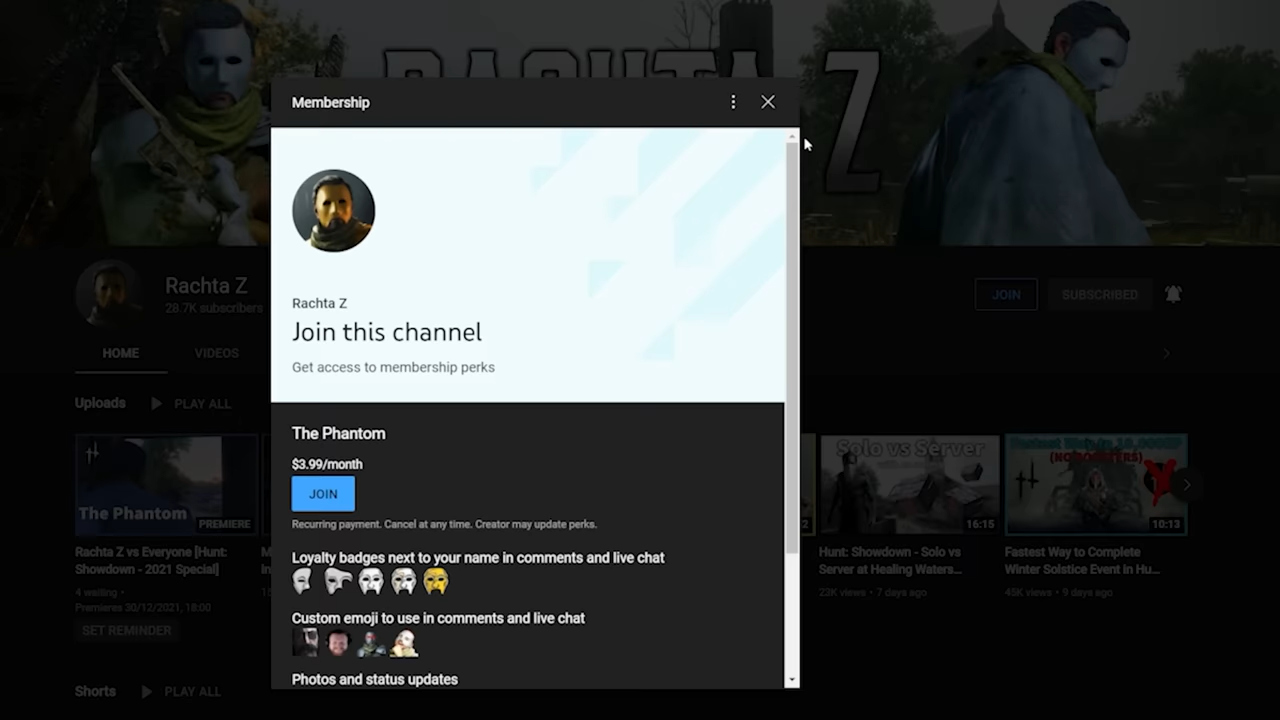 RACHTA Z
Membership
Rachta Z
Join this channel
Get access to membership perks
The Phantom
$3.99/month
JOIN
Recurring payment. Cancel at any time. Creator may update perks.
Loyalty badges next to your name in comments and live chat
Custom emoji to use in comments and live chat
Photos and status updates
Rachta Z
28.7K subscribers
JOIN
SUBSCRIBED
HOME
VIDEOS
Uploads
PLAY ALL
The Phantom
PREMIERE
Rachta Z vs Everyone [Hunt:
Showdown - 2021 Special]
4 waiting •
Premieres 30/12/2021, 18:00
SET REMINDER
Solo vs Server
16:15
Hunt: Showdown - Solo vs
Server at Healing Waters...
23K views • 7 days ago
(NO BOOSTERS)
10:13
Fastest Way to Complete
Winter Solstice Event in Hu...
45K views • 9 days ago
Shorts
PLAY ALL